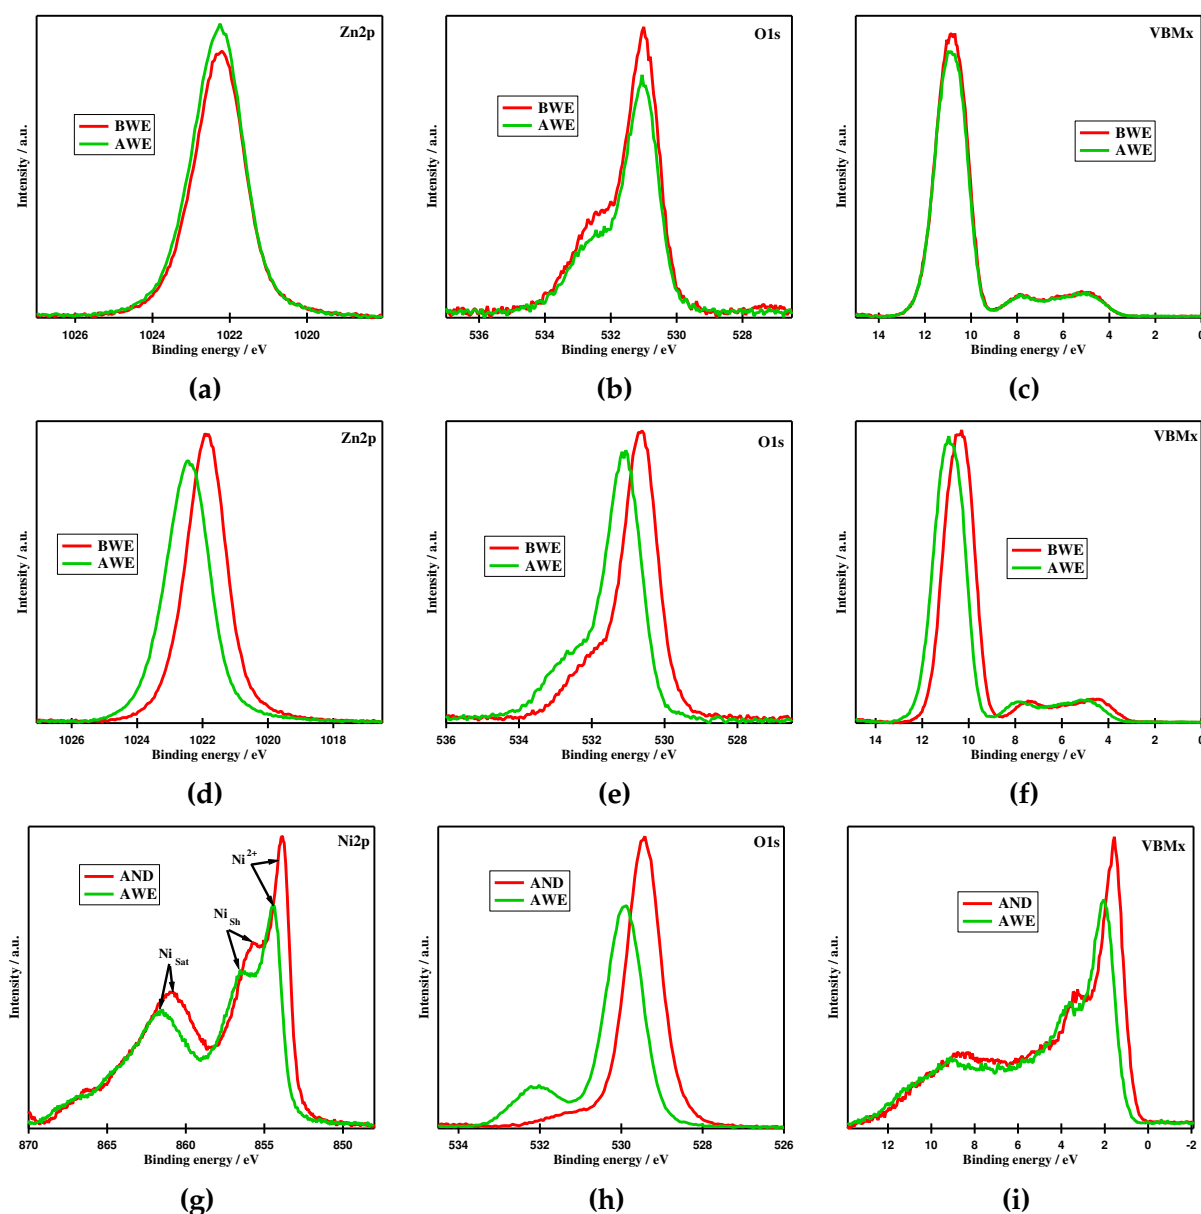 Zn2p
BWE
AWE
Intensity / a.u.
1026 1024 1022 1020
Binding energy / eV
(a)
O1s
BWE
AWE
Intensity / a.u.
536 534 532 530 528
Binding energy / eV
(b)
VBMx
BWE
AWE
Intensity / a.u.
14 12 10 8 6 4 2 0
Binding energy / eV
(c)
Zn2p
BWE
AWE
Intensity / a.u.
1026 1024 1022 1020 1018
Binding energy / eV
(d)
O1s
BWE
AWE
Intensity / a.u.
536 534 532 530 528
Binding energy / eV
(e)
VBMx
BWE
AWE
Intensity / a.u.
14 12 10 8 6 4 2 0
Binding energy / eV
(f)
Ni2p
AND
AWE
Ni 2+
Ni Sh
Ni Sat
Intensity / a.u.
870 865 860 855 850
Binding energy / eV
(g)
O1s
AND
AWE
Intensity / a.u.
534 532 530 528 526
Binding energy / eV
(h)
VBMx
AND
AWE
Intensity / a.u.
12 10 8 6 4 2 0 -2
Binding energy / eV
(i)